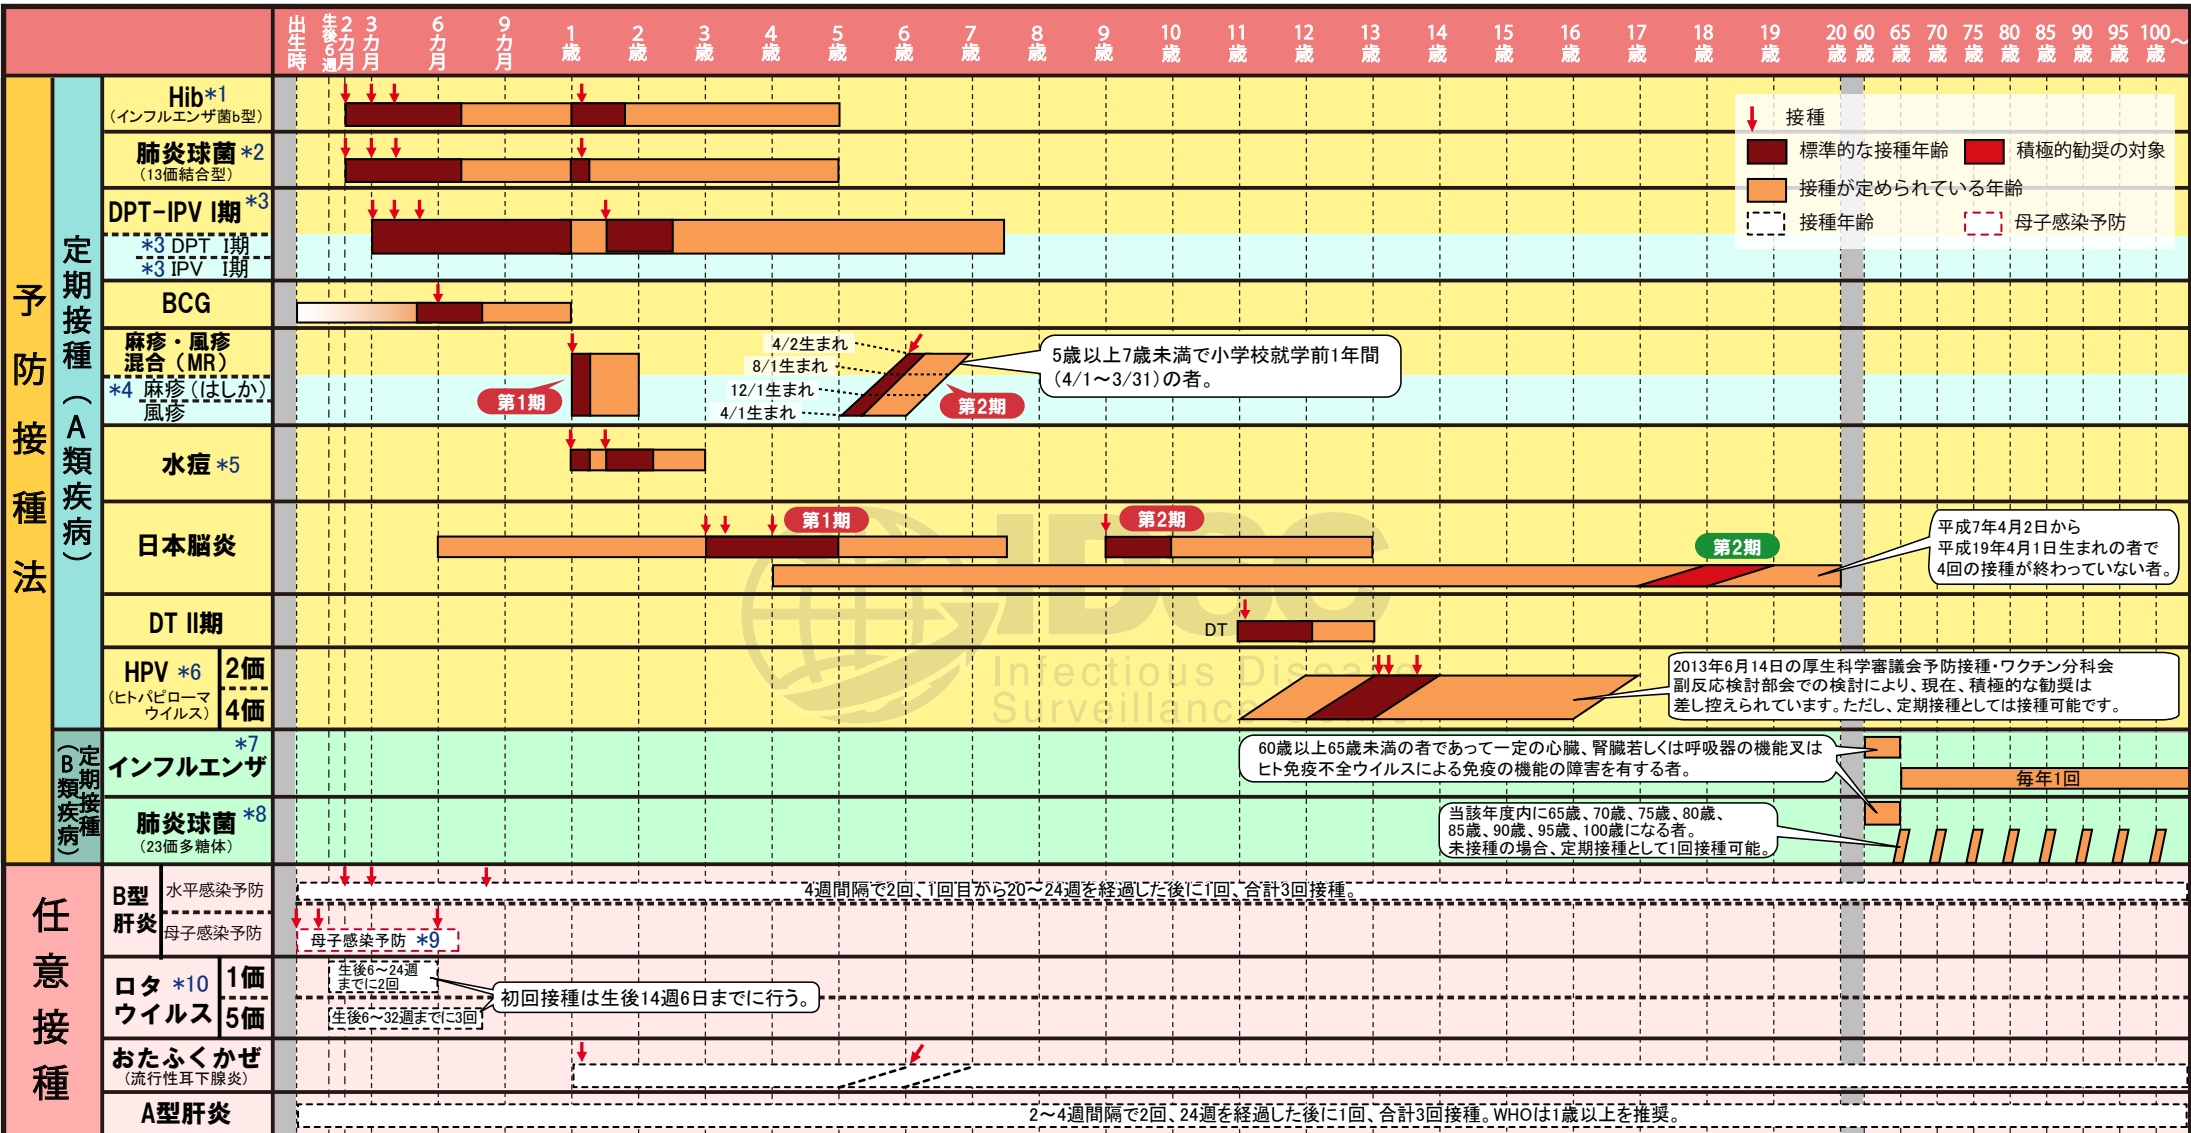 出生時
生後6週
2カ月
3カ月
6カ月
9カ月
1歳
2歳
3歳
4歳
5歳
6歳
7歳
8歳
9歳
10歳
11歳
12歳
13歳
14歳
15歳
16歳
17歳
18歳
19歳
20歳
60歳
65歳
70歳
75歳
80歳
85歳
90歳
95歳
100歳～
予防接種法
定期接種（A類疾病）
Hib*1
（インフルエンザ菌b型）
接種
標準的な接種年齢
積極的勧奨の対象
接種が定められている年齢
接種年齢
母子感染予防
肺炎球菌*2
（13価結合型）
DPT-IPV I期*3
*3 DPT I期
*3 IPV I期
BCG
麻疹・風疹
混合（MR）
*4 麻疹（はしか）
風疹
第1期
4/2生まれ
8/1生まれ
12/1生まれ
4/1生まれ
第2期
5歳以上7歳未満で小学校就学前1年間
（4/1～3/31）の者。
水痘*5
日本脳炎
第1期
第2期
第2期
平成7年4月2日から
平成19年4月1日生まれの者で
4回の接種が終わっていない者。
IDSC
Infectious Disease
Surveillance Center
DT II期
DT
HPV *6
（ヒトパピローマ
ウイルス）
2価
4価
2013年6月14日の厚生科学審議会予防接種・ワクチン分科会
副反応検討部会での検討により、現在、積極的な勧奨は
差し控えられています。ただし、定期接種としては接種可能です。
定期接種
（B類疾病）
*7
インフルエンザ
60歳以上65歳未満の者であって一定の心臓、腎臓若しくは呼吸器の機能又は
ヒト免疫不全ウイルスによる免疫の機能の障害を有する者。
毎年1回
肺炎球菌*8
（23価多糖体）
当該年度内に65歳、70歳、75歳、80歳、
85歳、90歳、95歳、100歳になる者。
未接種の場合、定期接種として1回接種可能。
任意接種
B型
肝炎
水平感染予防
4週間隔で2回、1回目から20～24週を経過した後に1回、合計3回接種。
母子感染予防
母子感染予防 *9
ロタ *10
ウイルス
1価
生後6～24週
までに2回
初回接種は生後14週6日までに行う。
5価
生後6～32週までに3回
おたふくかぜ
（流行性耳下腺炎）
A型肝炎
2～4週間隔で2回、24週を経過した後に1回、合計3回接種。WHOは1歳以上を推奨。